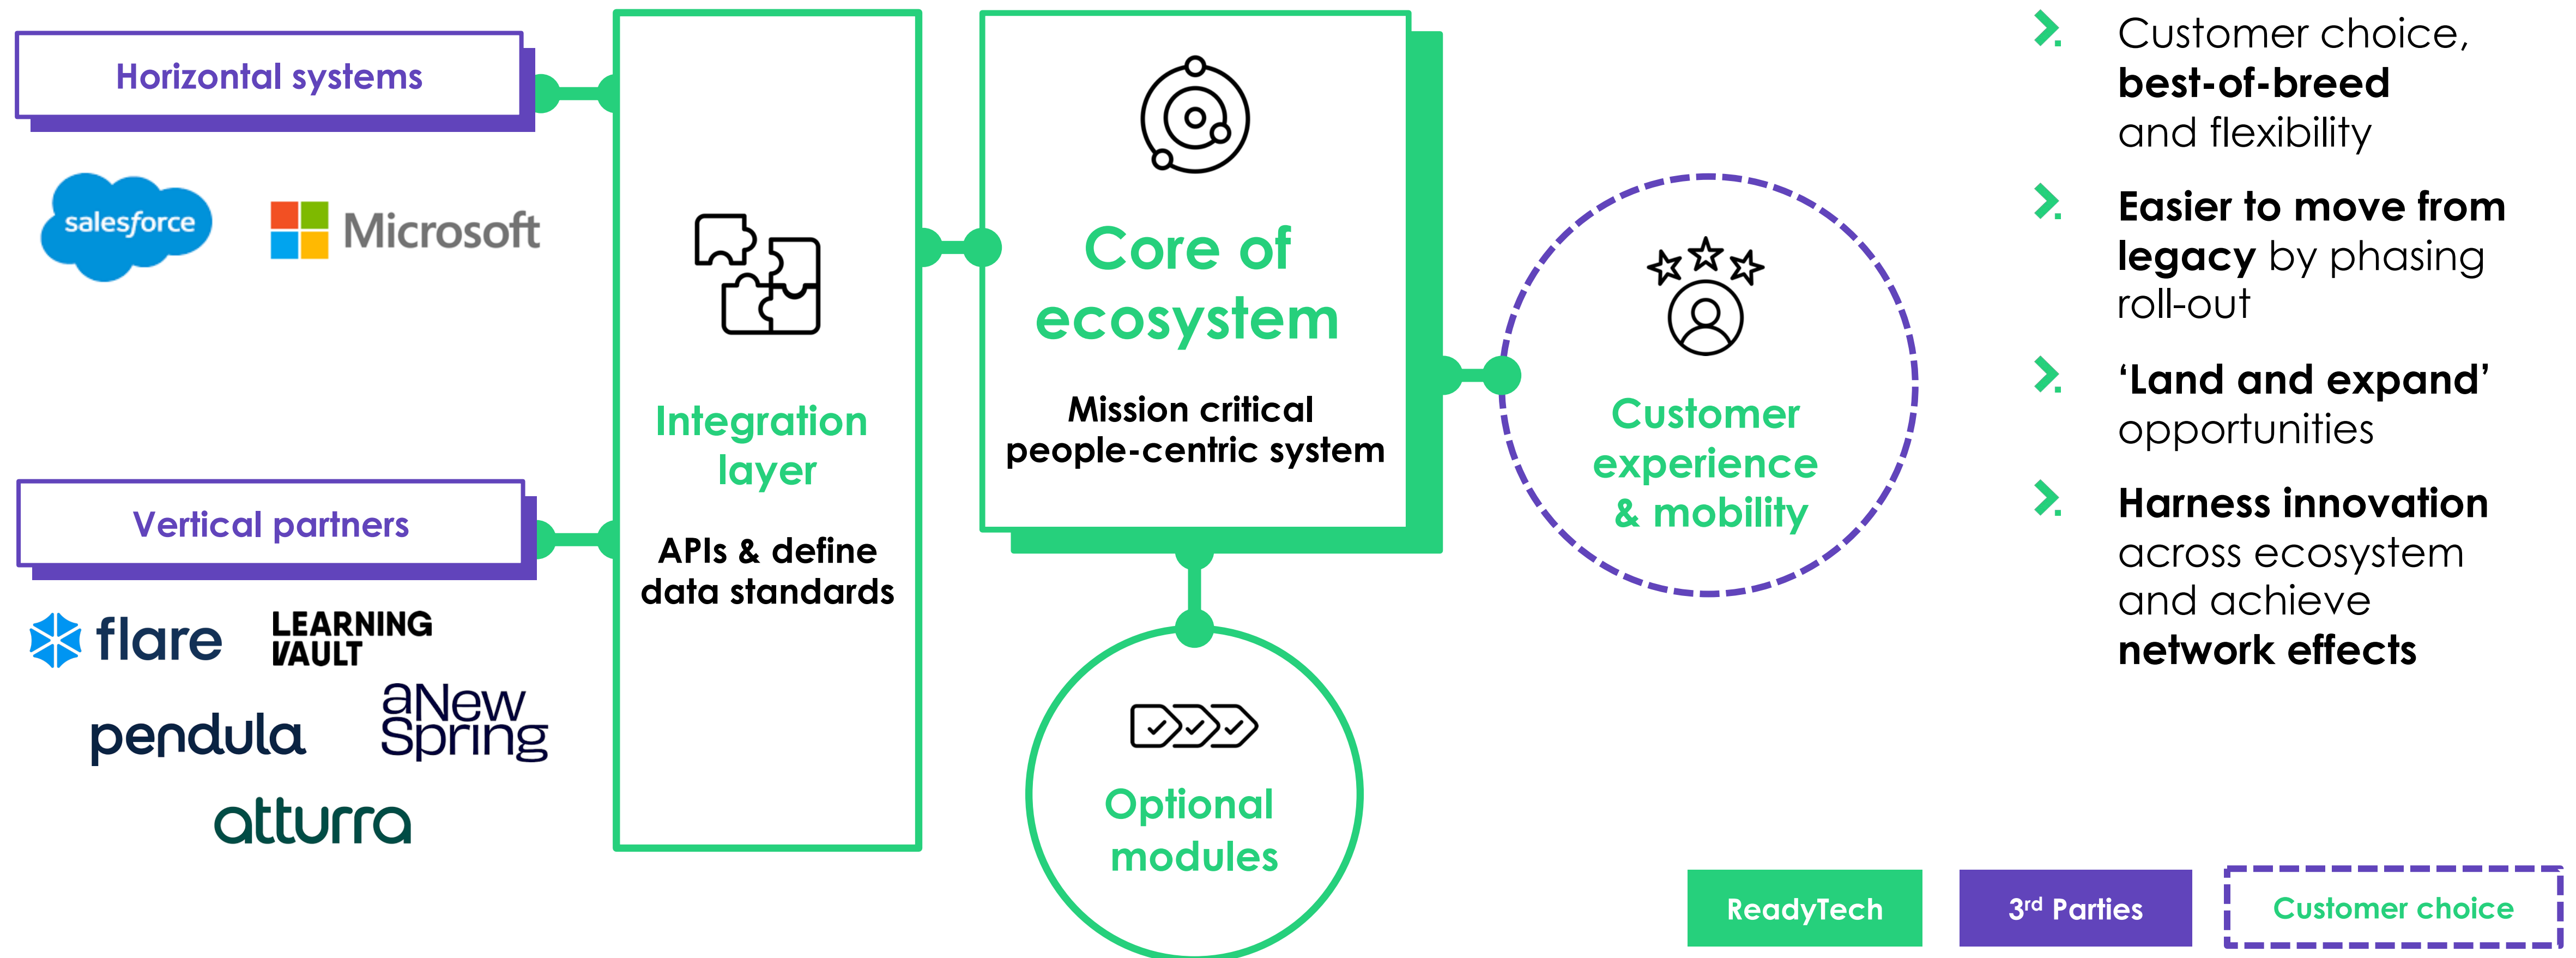 Horizontal systems
salesforce
Microsoft
Vertical partners
flare
LEARNING
VAULT
pendula
aNew
Spring
atturra
Integration
layer
APIs & define
data standards
Core of
ecosystem
Mission critical
people-centric system
Optional
modules
Customer
experience
& mobility
Customer choice,
best-of-breed
and flexibility
Easier to move from
legacy by phasing
roll-out
‘Land and expand’
opportunities
Harness innovation
across ecosystem
and achieve
network effects
ReadyTech
3rd Parties
Customer choice